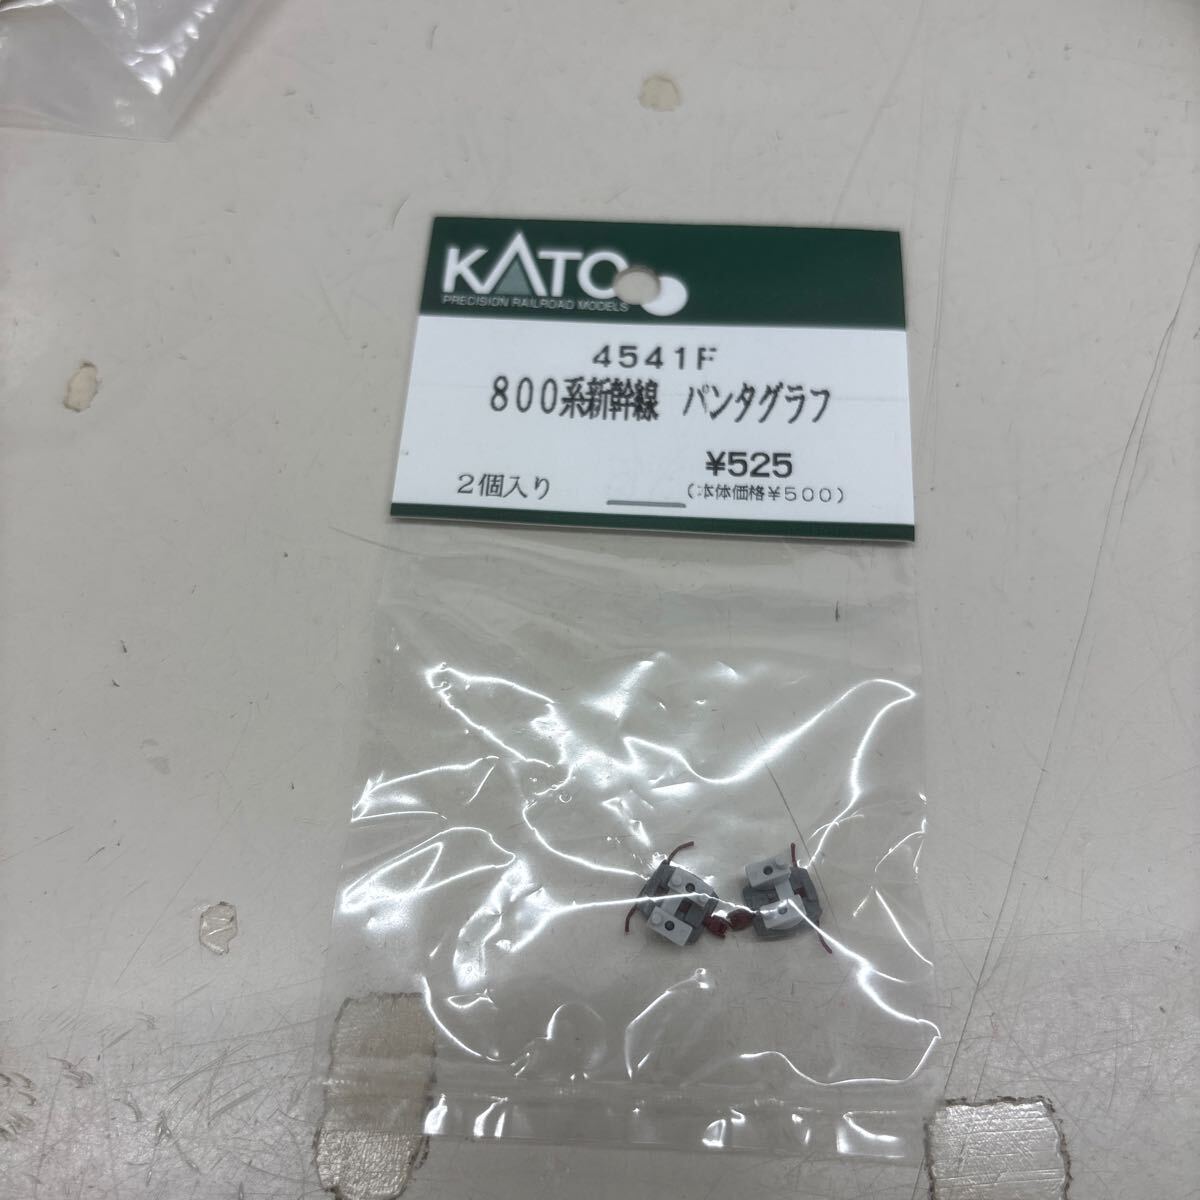 KATO
PRECISION RAILROAD MODELS
4541F
800系新幹線 パンタグラフ
¥525
2個入り
(本体価格¥500)